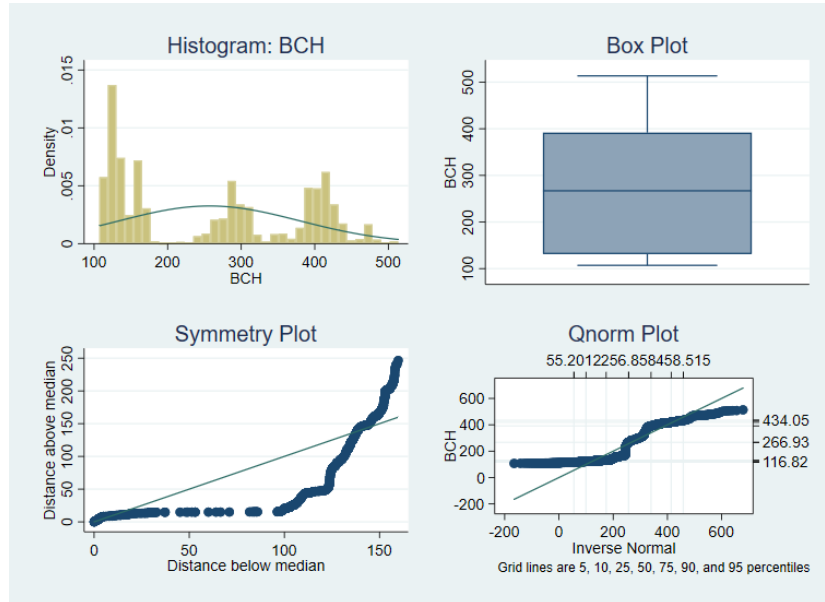 Histogram: BCH
Density
0 .005 .01 .015
100 200 300 400 500
BCH
Box Plot
BCH
100 200 300 400 500
Symmetry Plot
Distance above median
0 50 100 150 200 250
0 50 100 150
Distance below median
Qnorm Plot
55.2012256.858458.515
BCH
-200 0 200 400 600
434.05
266.93
116.82
-200 0 200 400 600
Inverse Normal
Grid lines are 5, 10, 25, 50, 75, 90, and 95 percentiles